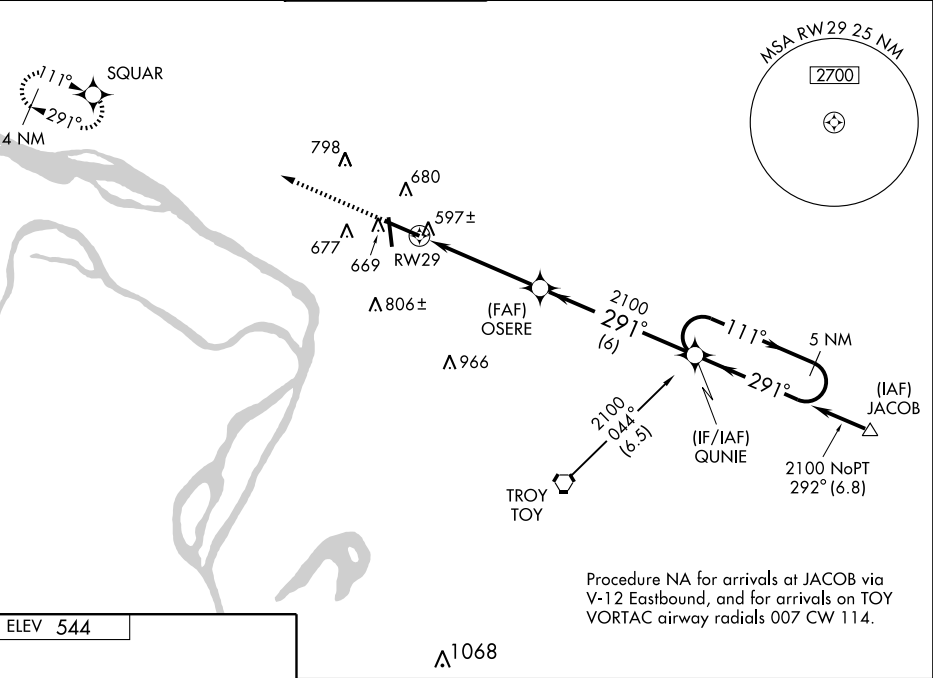 MSA RW 29 25 NM
2700
111°
SQUAR
291°
4 NM
798
680
597±
677
669
RW29
806±
(FAF)
OSERE
2100
291°
(6)
111°
5 NM
966
291°
(IAF)
JACOB
2100
044°
(6.5)
(IF/IAF)
QUNIE
2100 NoPT
292° (6.8)
TROY
TOY
Procedure NA for arrivals at JACOB via
V-12 Eastbound, and for arrivals on TOY
VORTAC airway radials 007 CW 114.
ELEV 544
1068